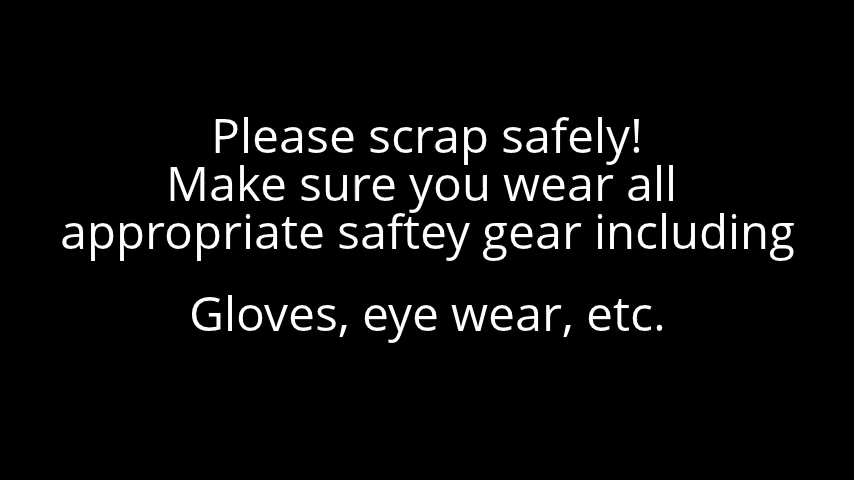 Please scrap safely!
Make sure you wear all
appropriate saftey gear including
Gloves, eye wear, etc.